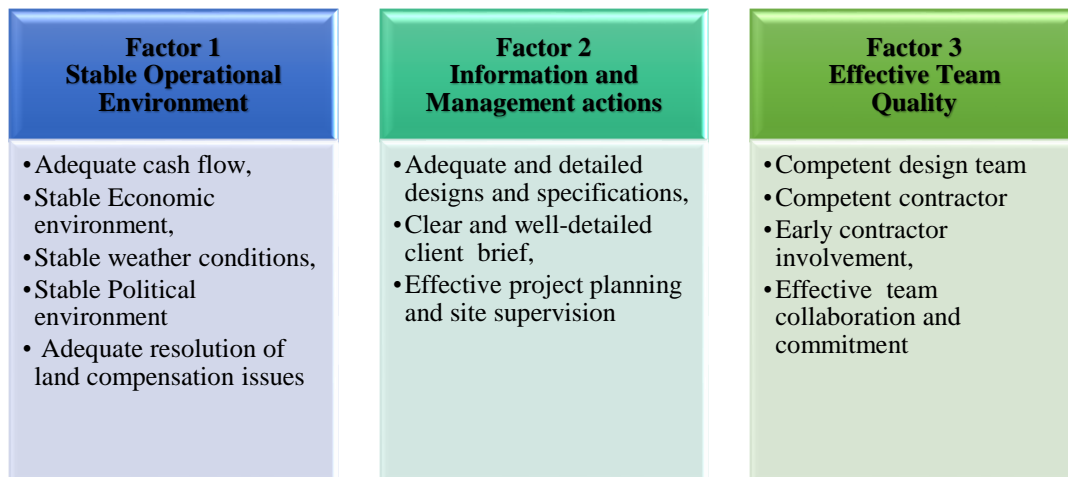 Factor 1
Stable Operational
Environment
•Adequate cash flow,
•Stable Economic
environment,
•Stable weather conditions,
•Stable Political
environment
• Adequate resolution of
land compensation issues
Factor 2
Information and
Management actions
•Adequate and detailed
designs and specifications,
•Clear and well-detailed
client brief,
•Effective project planning
and site supervision
Factor 3
Effective Team
Quality
•Competent design team
•Competent contractor
•Early contractor
involvement,
•Effective team
collaboration and
commitment